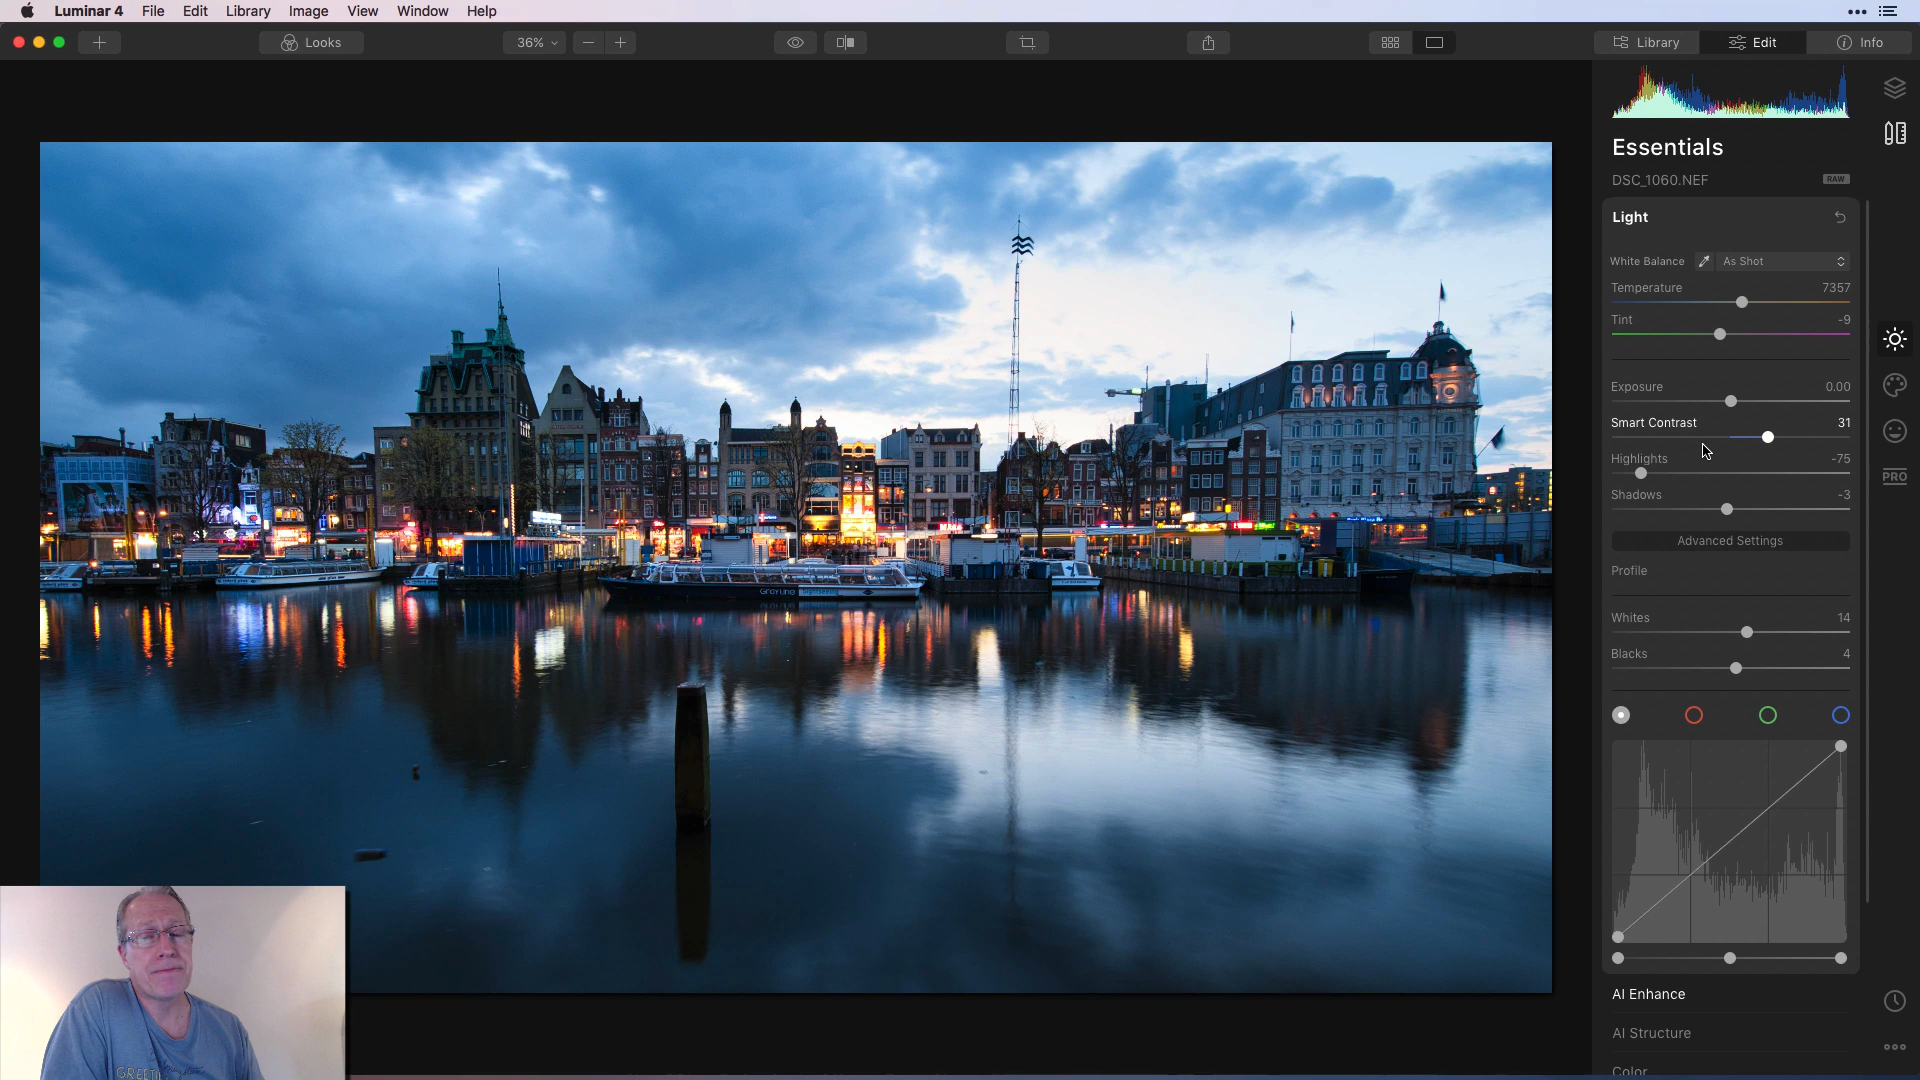 Luminar 4 File Edit Library Image View Window Help
Looks 36% Library Edit Info
Essentials
DSC_1060.NEF RAW
Light
White Balance As Shot
Temperature 7357
Tint -9
Exposure 0.00
Smart Contrast 31
Highlights -75
Shadows -3
Advanced Settings
Profile
Whites 14
Blacks 4
AI Enhance
AI Structure
Color
PRO